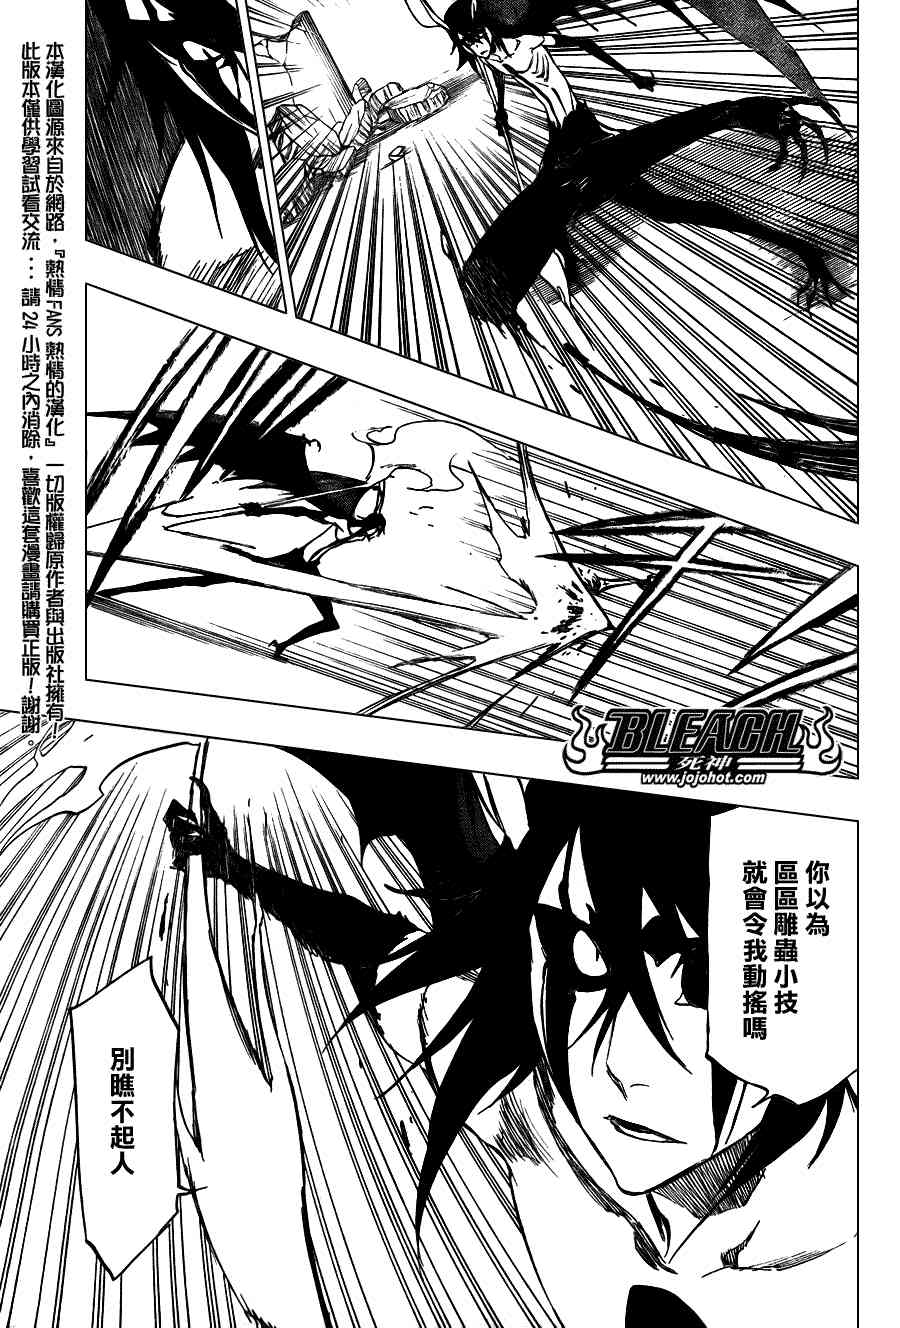 本漢化圖源來自於網路，『熱情FANS熱情的漢化』一切版權歸原作者與出版社擁有！
此版本僅供學習試看交流…請24小時之內消除，喜歡這套漫畫請購買正版！謝謝。
BLEACH
死神
www.jojohot.com
你以為
區區雕蟲小技
就會令我動搖嗎
別瞧不起人